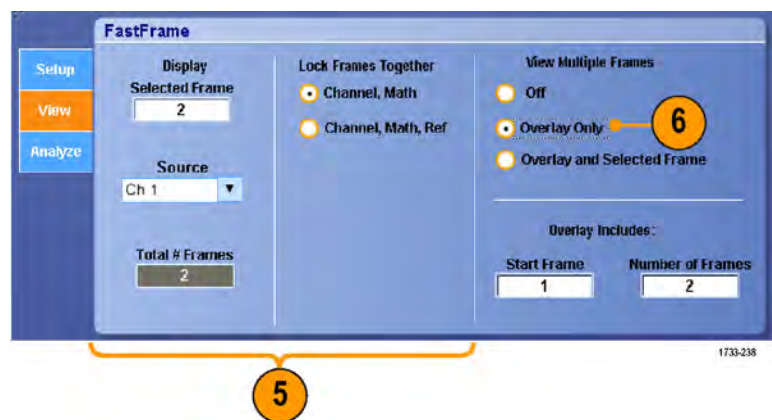 FastFrame
Setup
View
Analyze
Display
Selected Frame
2
Source
Ch 1
Total # Frames
2
Lock Frames Together
Channel, Math
Channel, Math, Ref
View Multiple Frames
Off
Overlay Only
6
Overlay and Selected Frame
Overlay Includes:
Start Frame
1
Number of Frames
2
1733-238
5